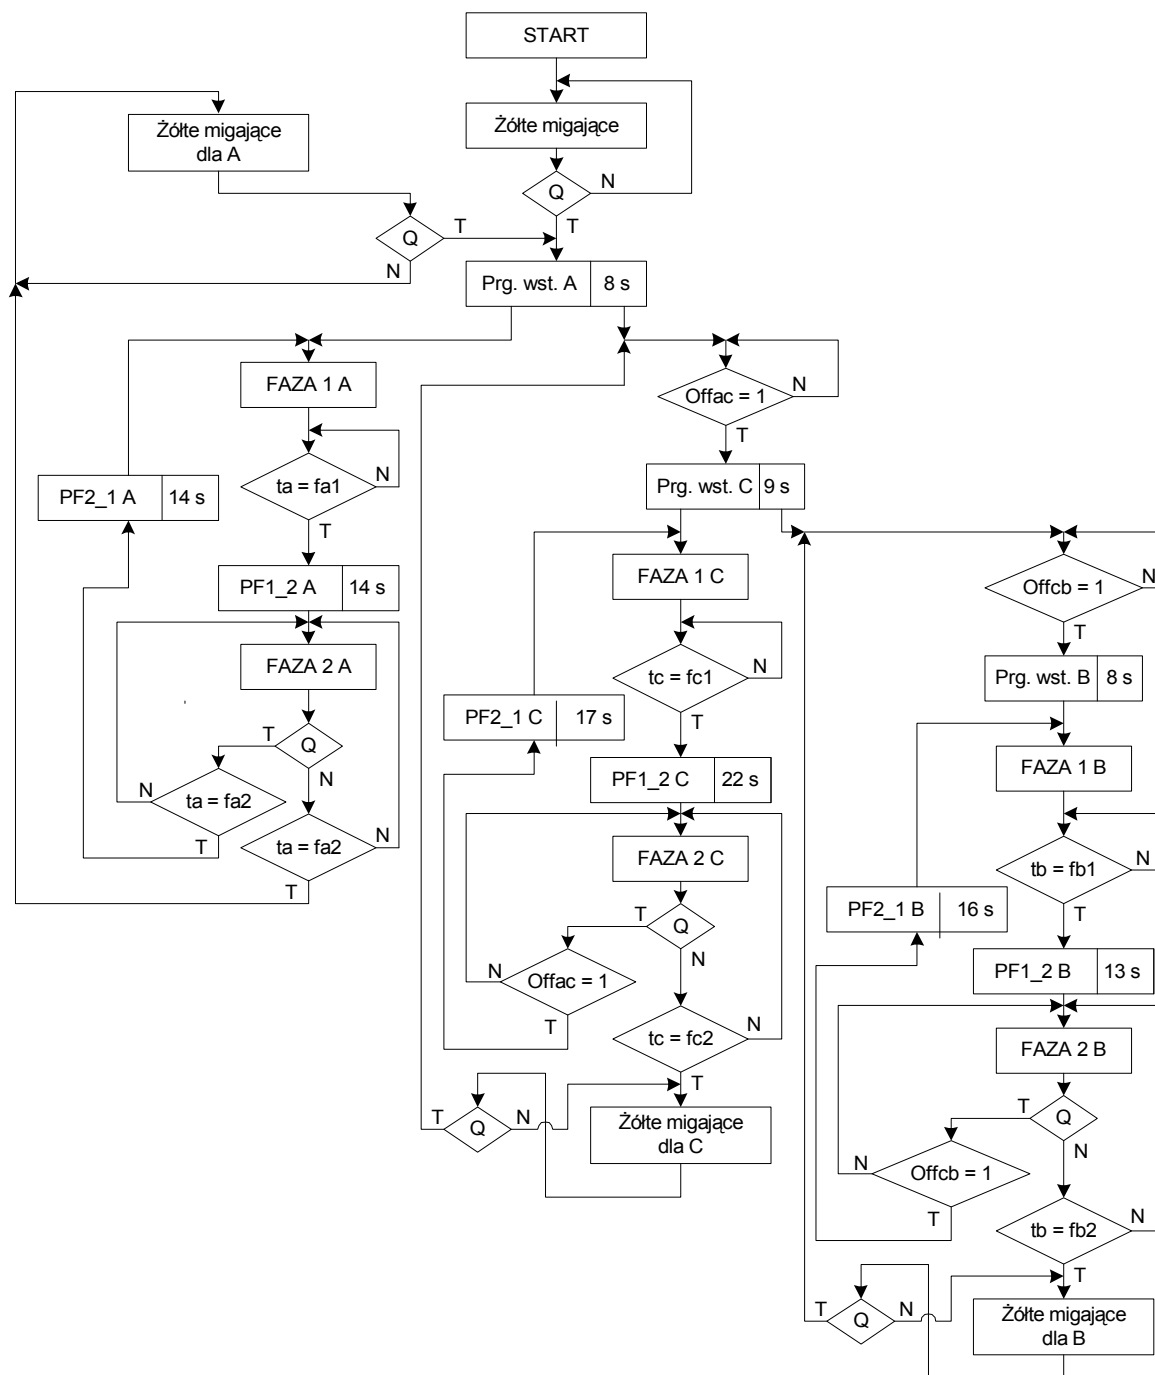 START
Żółte migające
Q
N
T
Żółte migające
dla A
Q
T
N
Prg. wst. A
8 s
FAZA 1 A
ta = fa1
N
T
PF2_1 A
14 s
PF1_2 A
14 s
FAZA 2 A
T
Q
N
N
ta = fa2
T
ta = fa2
N
T
Offac = 1
N
T
Prg. wst. C
9 s
FAZA 1 C
tc = fc1
N
T
PF2_1 C
17 s
PF1_2 C
22 s
FAZA 2 C
T
Q
N
N
Offac = 1
T
tc = fc2
N
T
T
Q
N
Żółte migające
dla C
Offcb = 1
N
T
Prg. wst. B
8 s
FAZA 1 B
tb = fb1
N
T
PF2_1 B
16 s
PF1_2 B
13 s
FAZA 2 B
T
Q
N
N
Offcb = 1
T
tb = fb2
N
T
T
Q
N
Żółte migające
dla B